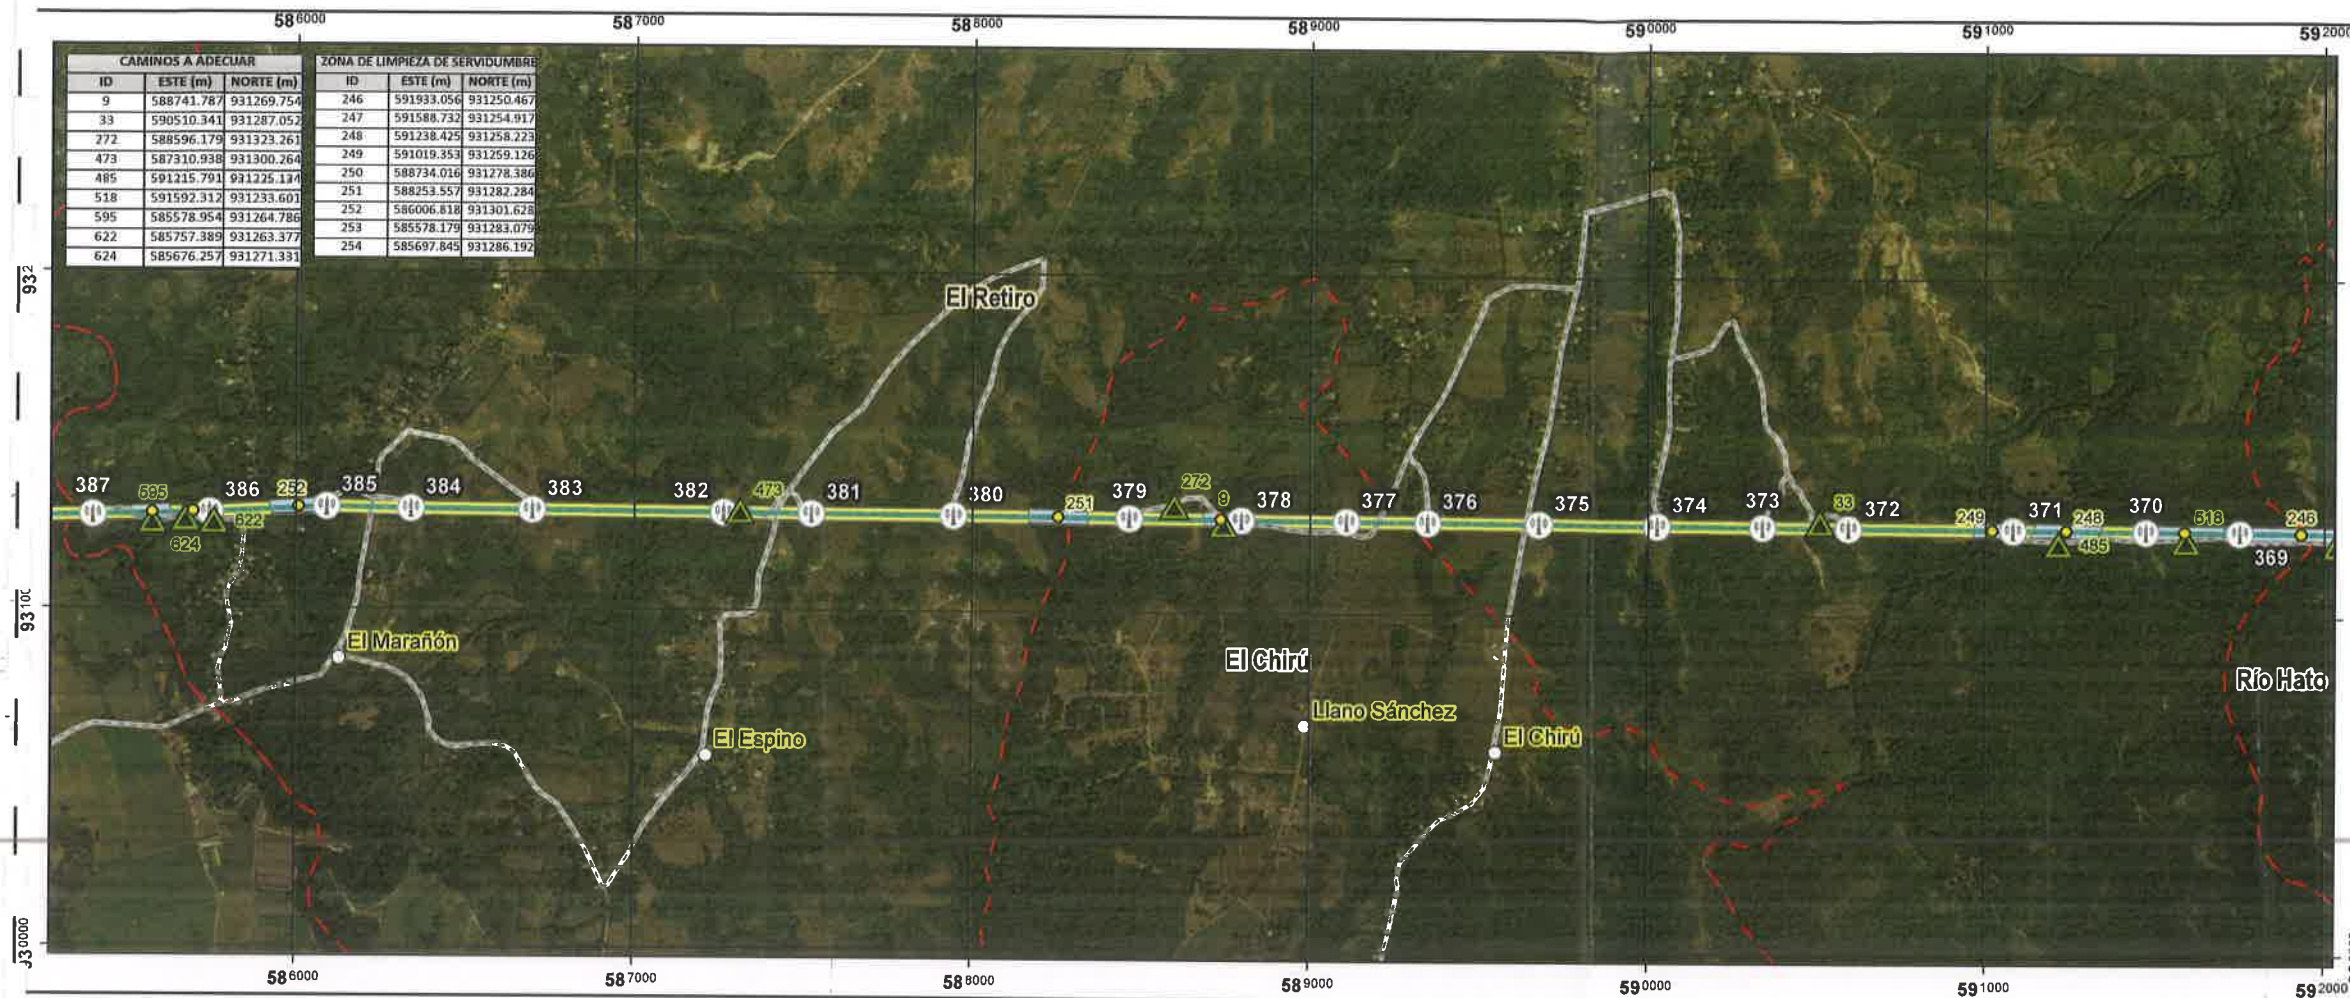 586000 587000 588000 589000 590000 591000 592000
CAMINOS A ADECUAR
ID ESTE (m) NORTE (m)
9 588741.787 931269.754
33 590510.341 931287.052
272 588596.179 931323.261
473 587310.938 931300.264
485 591215.791 931225.134
518 591592.312 931233.601
595 585578.954 931264.786
622 585757.389 931263.377
624 585676.257 931271.331
ZONA DE LIMPIEZA DE SERVIDUMBRE
ID ESTE (m) NORTE (m)
246 591933.056 931250.467
247 591588.732 931254.917
248 591238.425 931258.223
249 591019.353 931259.126
250 588734.016 931278.386
251 588253.557 931282.284
252 586006.818 931301.628
253 585578.179 931283.079
254 585697.845 931286.192
932
El Retiro
387 595 386 252 385 384 383 382 473 381 380 251 379 272 9 378 377 376 375 374 373 33 372 249 371 248 370 518 246
624 622 485 369
El Marañón
El Chirú
Río Hato
Llano Sánchez
El Espino
El Chirú
586000 587000 588000 589000 590000 591000 592000